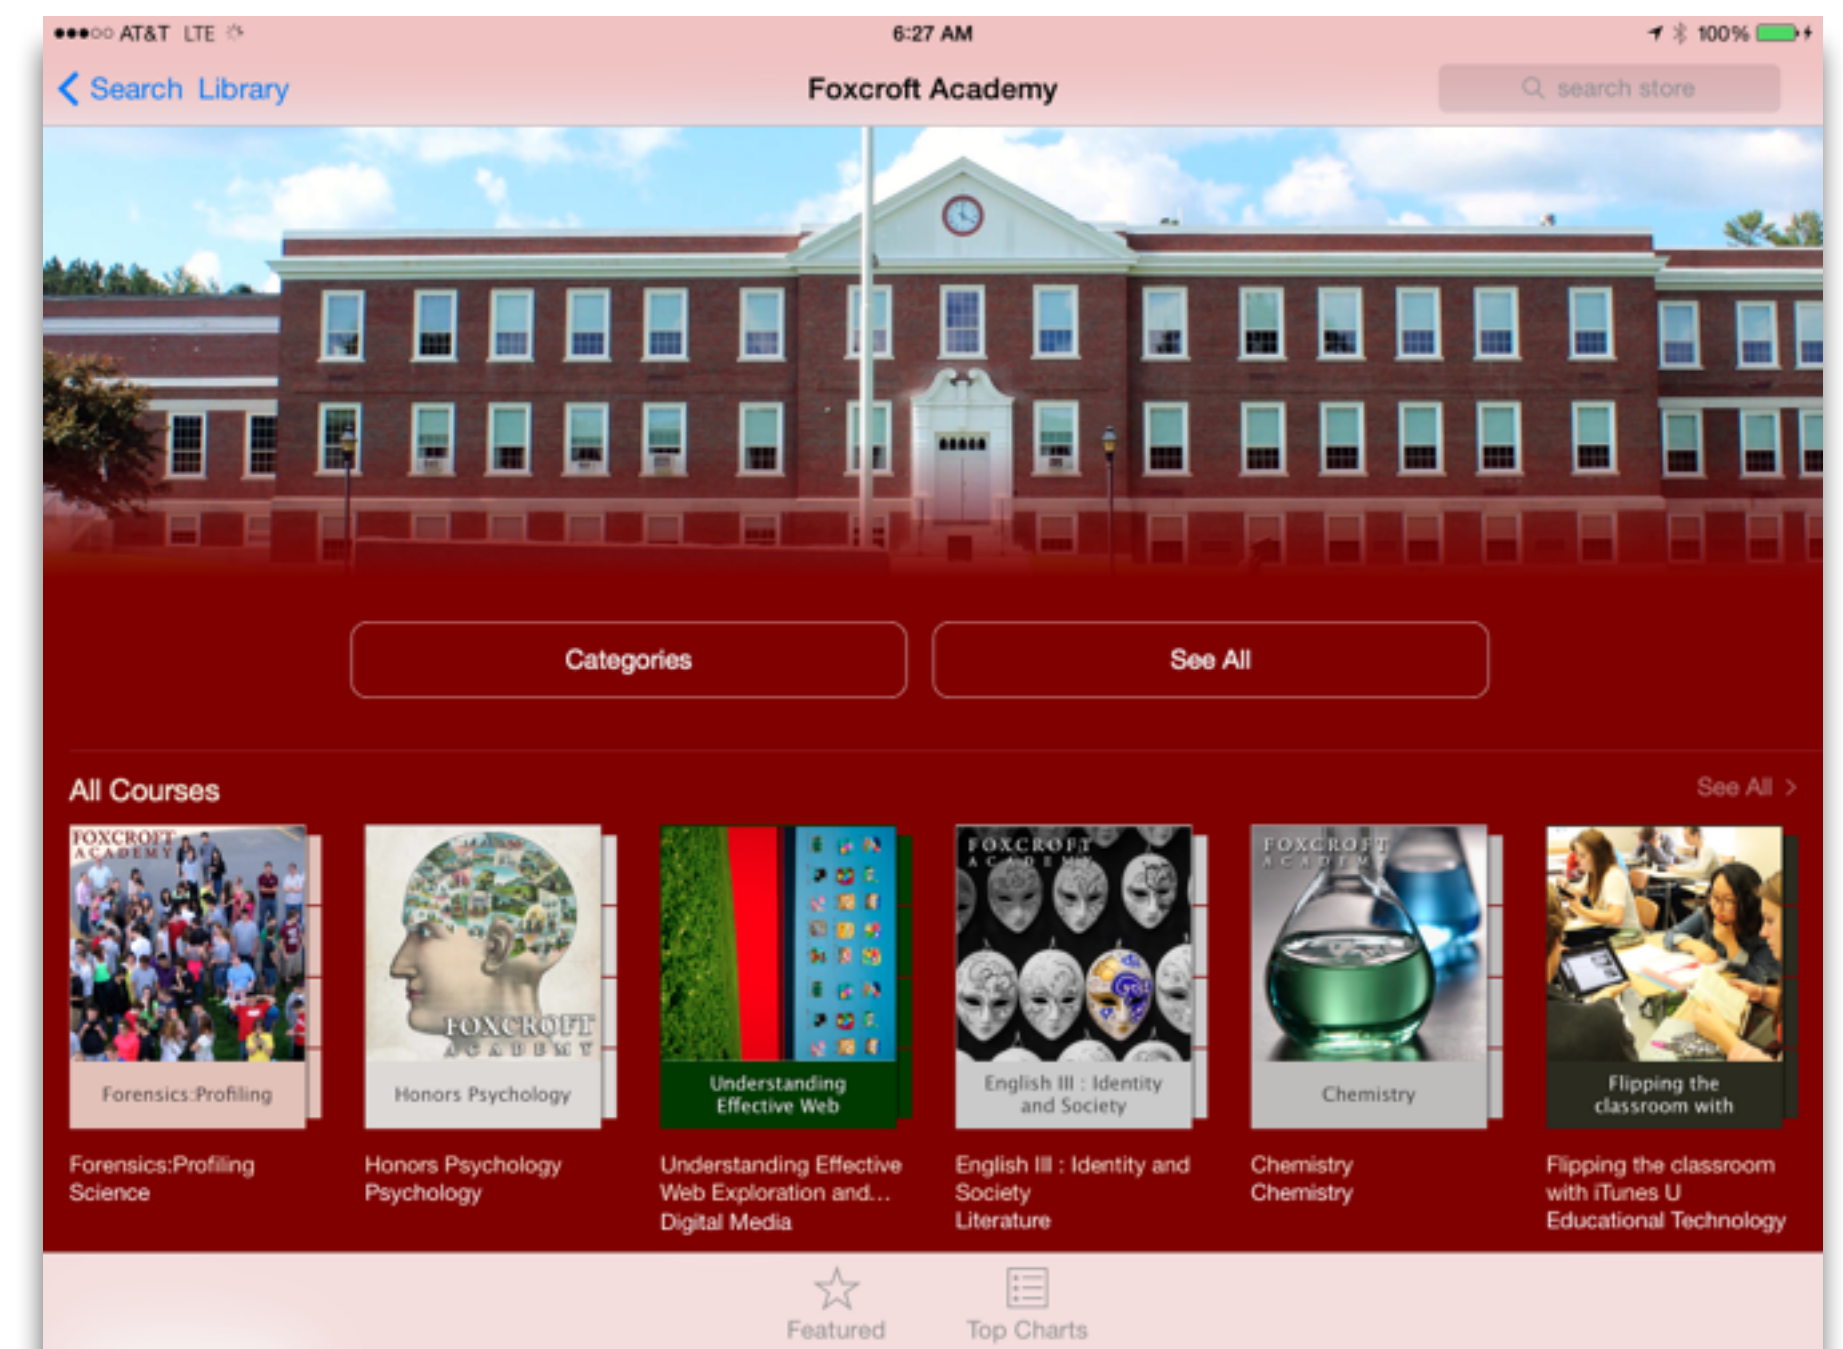 AT&T LTE
6:27 AM
100%
Search Library
Foxcroft Academy
search store
Categories
See All
All Courses
See All
FOXCROFT
ACADEMY
Forensics:Profiling
Forensics:Profiling
Science
FOXCROFT
ACADEMY
Honors Psychology
Honors Psychology
Psychology
Understanding
Effective Web
Understanding Effective
Web Exploration and...
Digital Media
FOXCROFT
ACADEMY
English III : Identity
and Society
English III : Identity and
Society
Literature
FOXCROFT
ACADEMY
Chemistry
Chemistry
Chemistry
Flipping the
classroom with
Flipping the classroom
with iTunes U
Educational Technology
Featured
Top Charts